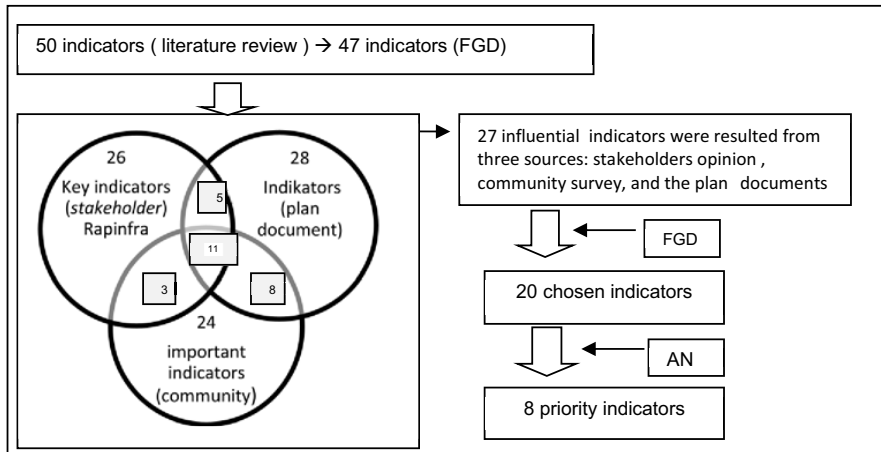 50 indicators ( literature review ) → 47 indicators (FGD)
26
Key indicators
(stakeholder)
Rapinfra
28
Indikators
(plan
document)
5
11
3
8
24
important
indicators
(community)
27 influential indicators were resulted from
three sources: stakeholders opinion ,
community survey, and the plan documents
FGD
20 chosen indicators
AN
8 priority indicators